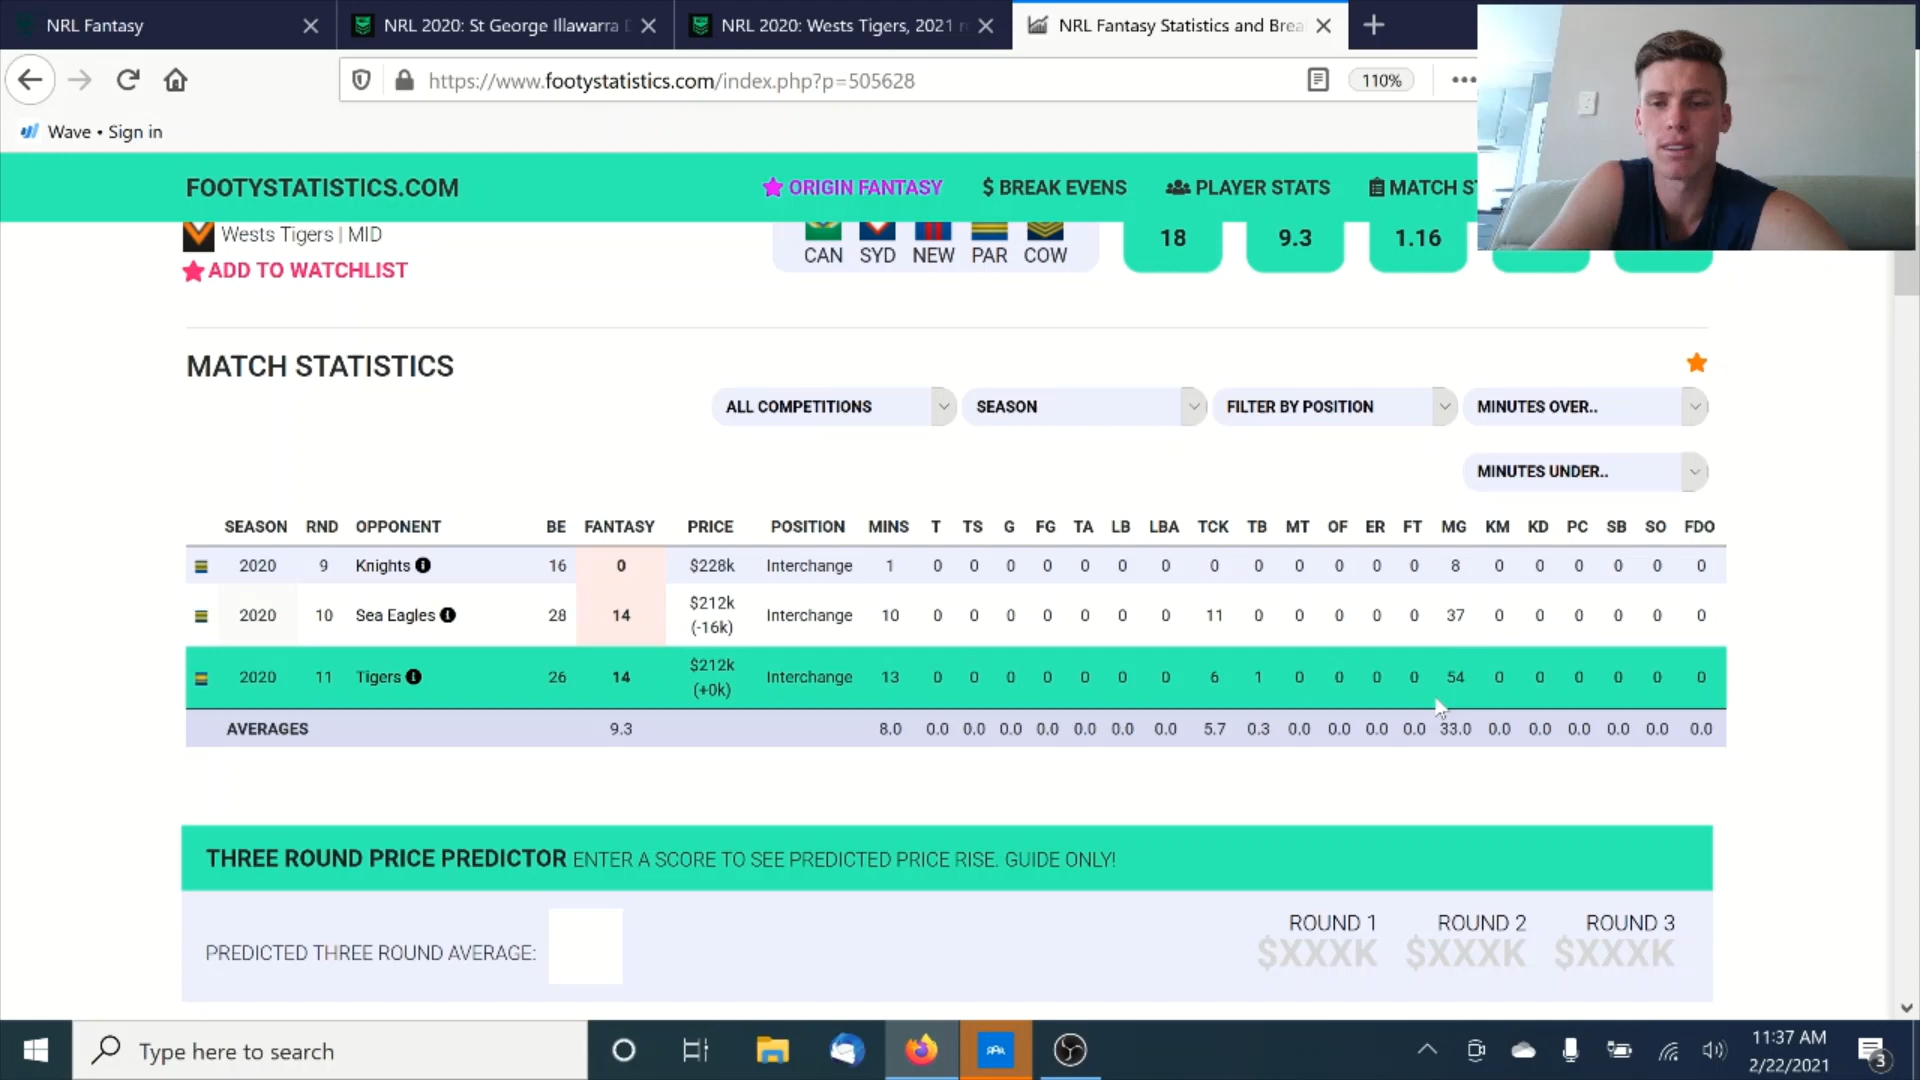 NRL Fantasy
NRL 2020: St George Illawarra
NRL 2020: Wests Tigers, 2021
NRL Fantasy Statistics and Brea
https://www.footystatistics.com/index.php?p=505628
110%
Wave • Sign in
FOOTYSTATISTICS.COM
ORIGIN FANTASY
$ BREAK EVENS
PLAYER STATS
MATCH ST
Wests Tigers | MID
ADD TO WATCHLIST
CAN SYD NEW PAR COW
18 9.3 1.16
MATCH STATISTICS
ALL COMPETITIONS SEASON FILTER BY POSITION MINUTES OVER..
MINUTES UNDER..
SEASON RND OPPONENT BE FANTASY PRICE POSITION MINS T TS G FG TA LB LBA TCK TB MT OF ER FT MG KM KD PC SB SO FDO
2020 9 Knights 16 0 $228k Interchange 1 0 0 0 0 0 0 0 0 0 0 0 0 0 8 0 0 0 0 0 0
2020 10 Sea Eagles 28 14 $212k (-16k) Interchange 10 0 0 0 0 0 0 0 11 0 0 0 0 0 37 0 0 0 0 0 0
2020 11 Tigers 26 14 $212k (+0k) Interchange 13 0 0 0 0 0 0 0 6 1 0 0 0 0 54 0 0 0 0 0 0
AVERAGES 9.3 8.0 0.0 0.0 0.0 0.0 0.0 0.0 0.0 5.7 0.3 0.0 0.0 0.0 0.0 33.0 0.0 0.0 0.0 0.0 0.0 0.0
THREE ROUND PRICE PREDICTOR ENTER A SCORE TO SEE PREDICTED PRICE RISE. GUIDE ONLY!
ROUND 1 ROUND 2 ROUND 3
PREDICTED THREE ROUND AVERAGE: $XXXK $XXXK $XXXK
Type here to search
11:37 AM
2/22/2021
3